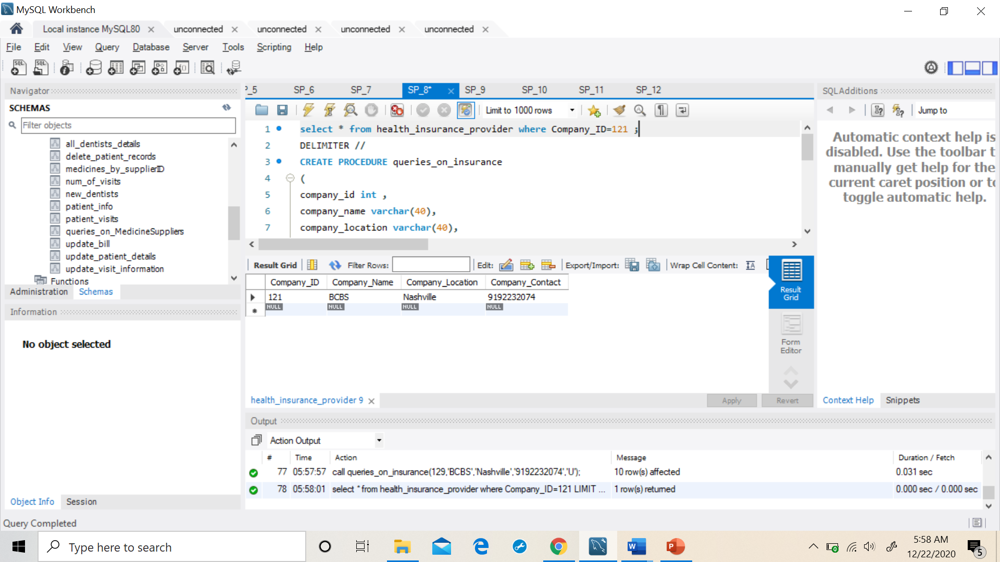 MySQL Workbench
Local instance MySQL80
unconnected
unconnected
unconnected
unconnected
File Edit View Query Database Server Tools Scripting Help
Navigator
SCHEMAS
Filter objects
all_dentists_details
delete_patient_records
medicines_by_supplierID
num_of_visits
new_dentists
patient_info
patient_visits
queries_on_MedicineSuppliers
update_bill
update_patient_details
update_visit_information
Functions
Administration Schemas
Information
No object selected
Object Info Session
Query Completed
P_5 SP_6 SP_7 SP_8* SP_9 SP_10 SP_11 SP_12
Limit to 1000 rows
1 select * from health_insurance_provider where Company_ID=121 ;
2 DELIMITER //
3 CREATE PROCEDURE queries_on_insurance
4 (
5 company_id int ,
6 company_name varchar(40),
7 company_location varchar(40),
Result Grid Filter Rows: Edit: Export/Import: Wrap Cell Content:
Company_ID Company_Name Company_Location Company_Contact
121 BCBS Nashville 9192232074
NULL NULL NULL NULL
Result
Grid
Form
Editor
health_insurance_provider 9
Apply Revert
SQLAdditions
Jump to
Automatic context help is
disabled. Use the toolbar t
manually get help for the
current caret position or to
toggle automatic help.
Context Help Snippets
Output
Action Output
# Time Action Message Duration / Fetch
77 05:57:57 call queries_on_insurance(129,'BCBS','Nashville','9192232074','U'); 10 row(s) affected 0.031 sec
78 05:58:01 select * from health_insurance_provider where Company_ID=121 LIMIT ... 1 row(s) returned 0.000 sec / 0.000 sec
Type here to search
5:58 AM
12/22/2020
5